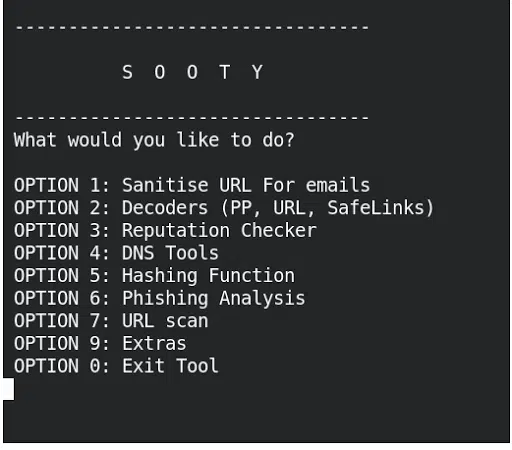 ---------------------------------
S O O T Y
---------------------------------
What would you like to do?
OPTION 1: Sanitise URL For emails
OPTION 2: Decoders (PP, URL, SafeLinks)
OPTION 3: Reputation Checker
OPTION 4: DNS Tools
OPTION 5: Hashing Function
OPTION 6: Phishing Analysis
OPTION 7: URL scan
OPTION 9: Extras
OPTION 0: Exit Tool